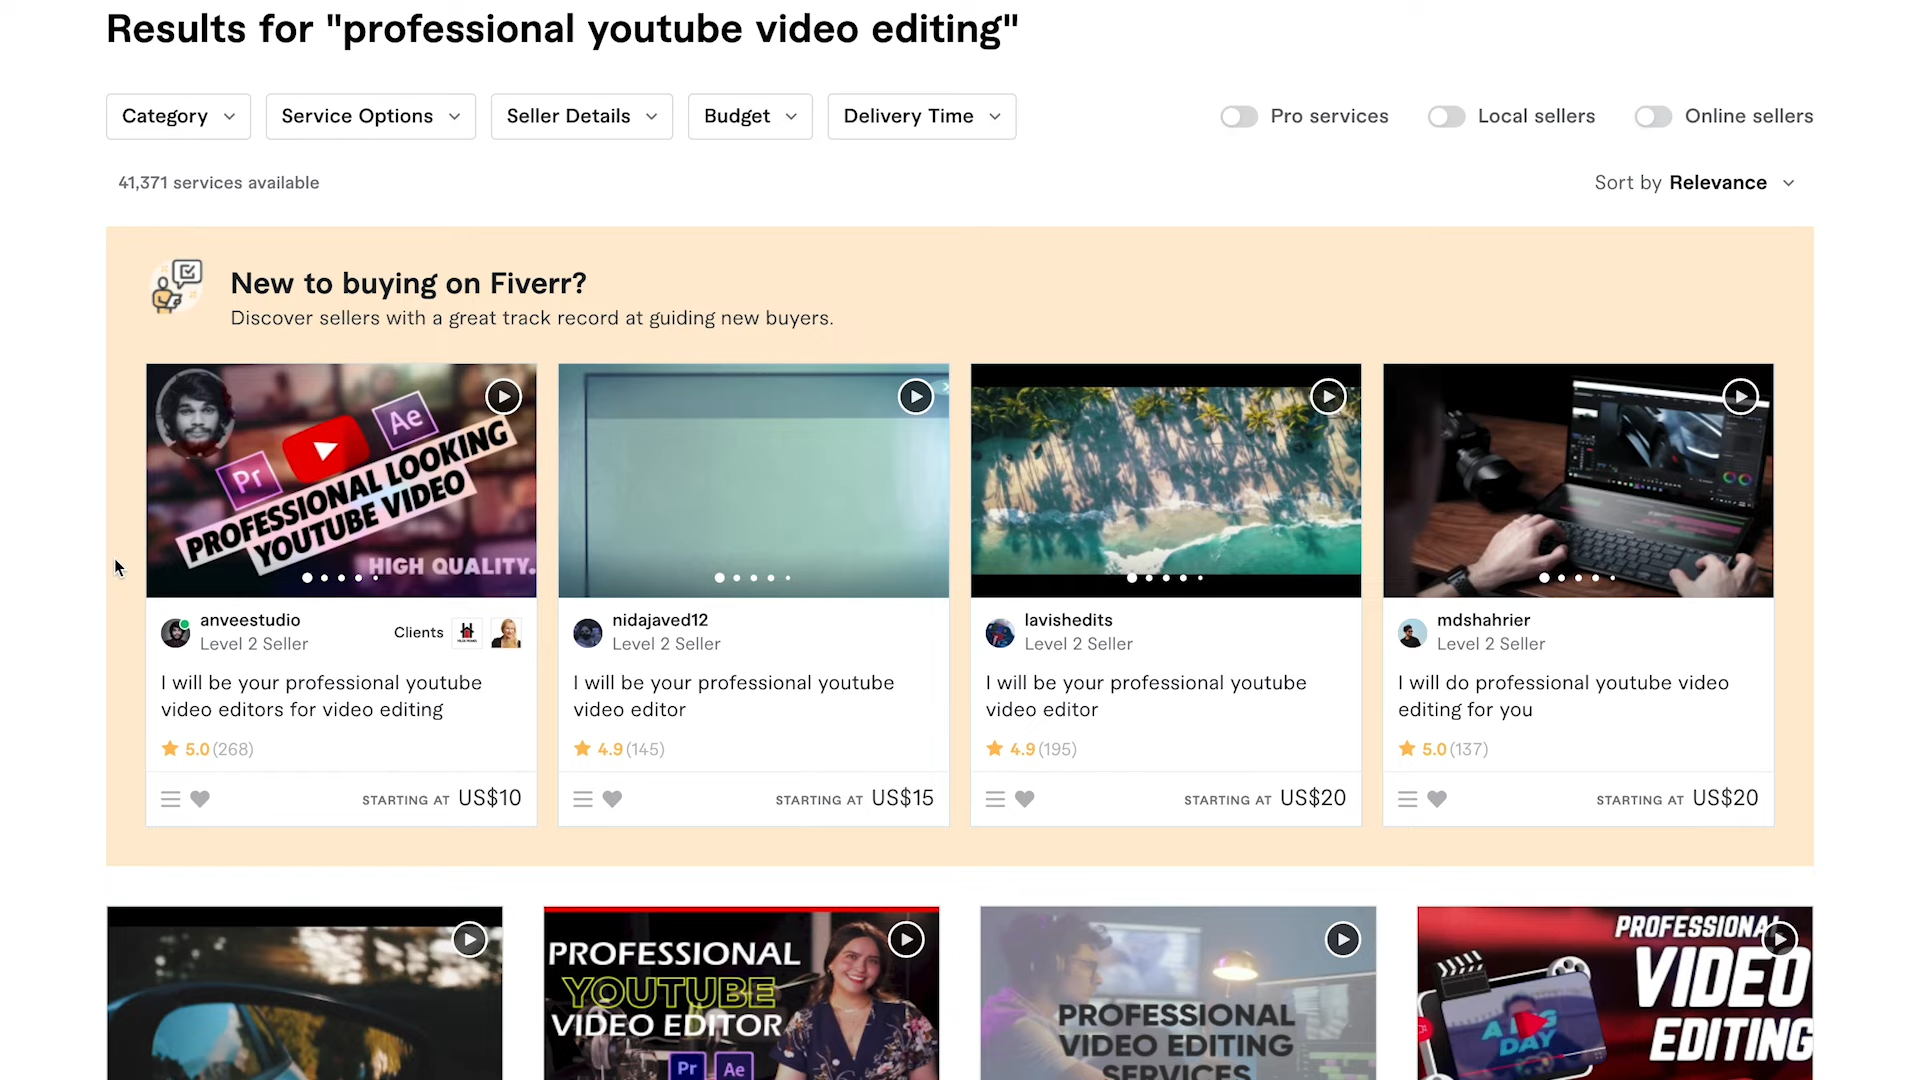 Results for "professional youtube video editing"
Category
Service Options
Seller Details
Budget
Delivery Time
Pro services
Local sellers
Online sellers
41,371 services available
Sort by Relevance
New to buying on Fiverr?
Discover sellers with a great track record at guiding new buyers.
Ae
Pr
PROFESSIONAL LOOKING
YOUTUBE VIDEO
HIGH QUALITY.
anveestudio
Level 2 Seller
Clients
I will be your professional youtube
video editors for video editing
5.0 (268)
STARTING AT US$10
nidajaved12
Level 2 Seller
I will be your professional youtube
video editor
4.9 (145)
STARTING AT US$15
lavishedits
Level 2 Seller
I will be your professional youtube
video editor
4.9 (195)
STARTING AT US$20
mdshahrier
Level 2 Seller
I will do professional youtube video
editing for you
5.0 (137)
STARTING AT US$20
PROFESSIONAL
YOUTUBE
VIDEO EDITOR
Pr Ae
PROFESSIONAL
VIDEO EDITING
SERVICES
PROFESSIONAL
VIDEO
EDITING
A BIG
DAY